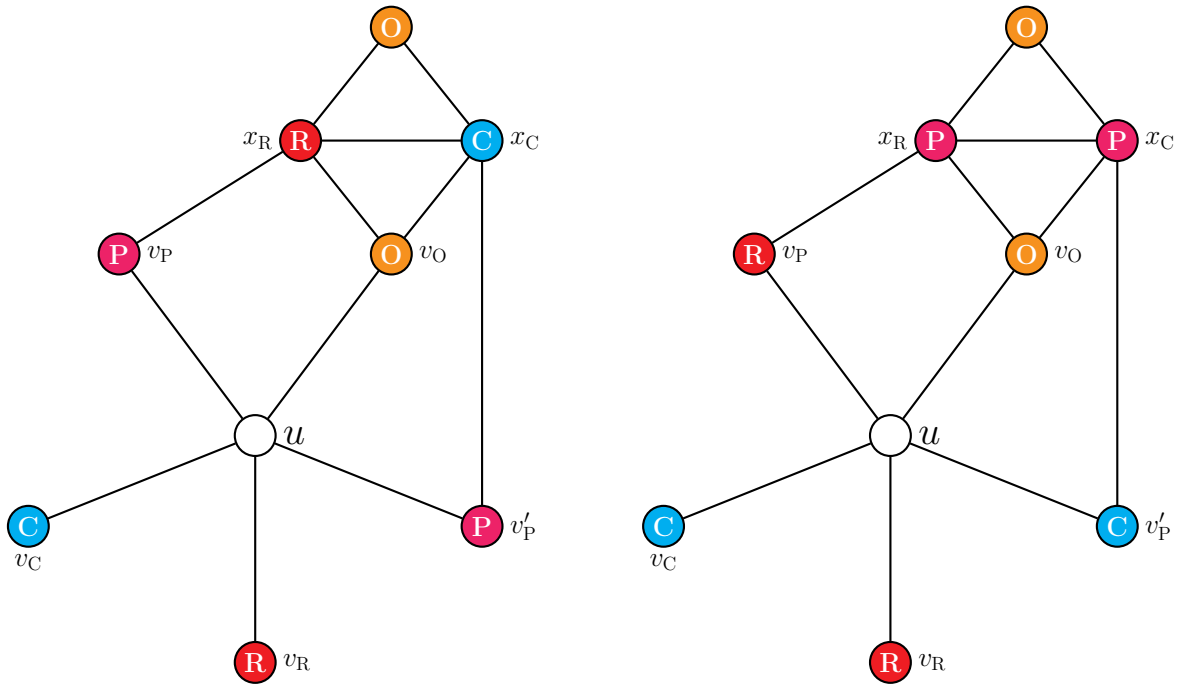 O O
x_R R C x_C x_R P P x_C
P v_P O v_O R v_P O v_O
u u
C P v′_P C C v′_P
v_C v_C
R v_R R v_R